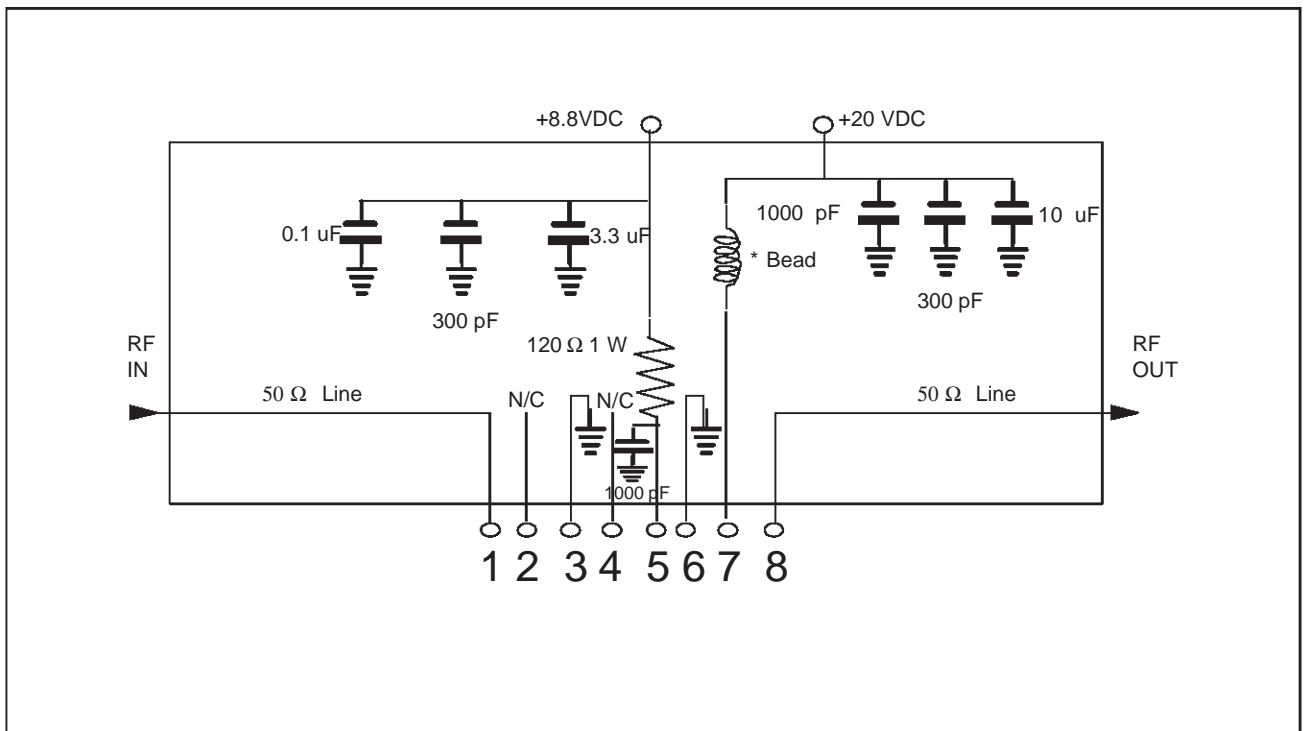 +8.8VDC
+20 VDC
0.1 uF
3.3 uF
1000 pF
10 uF
* Bead
300 pF
300 pF
120 Ω 1 W
RF
IN
RF
OUT
50 Ω Line
N/C
N/C
50 Ω Line
1000 pF
1 2 3 4 5 6 7 8